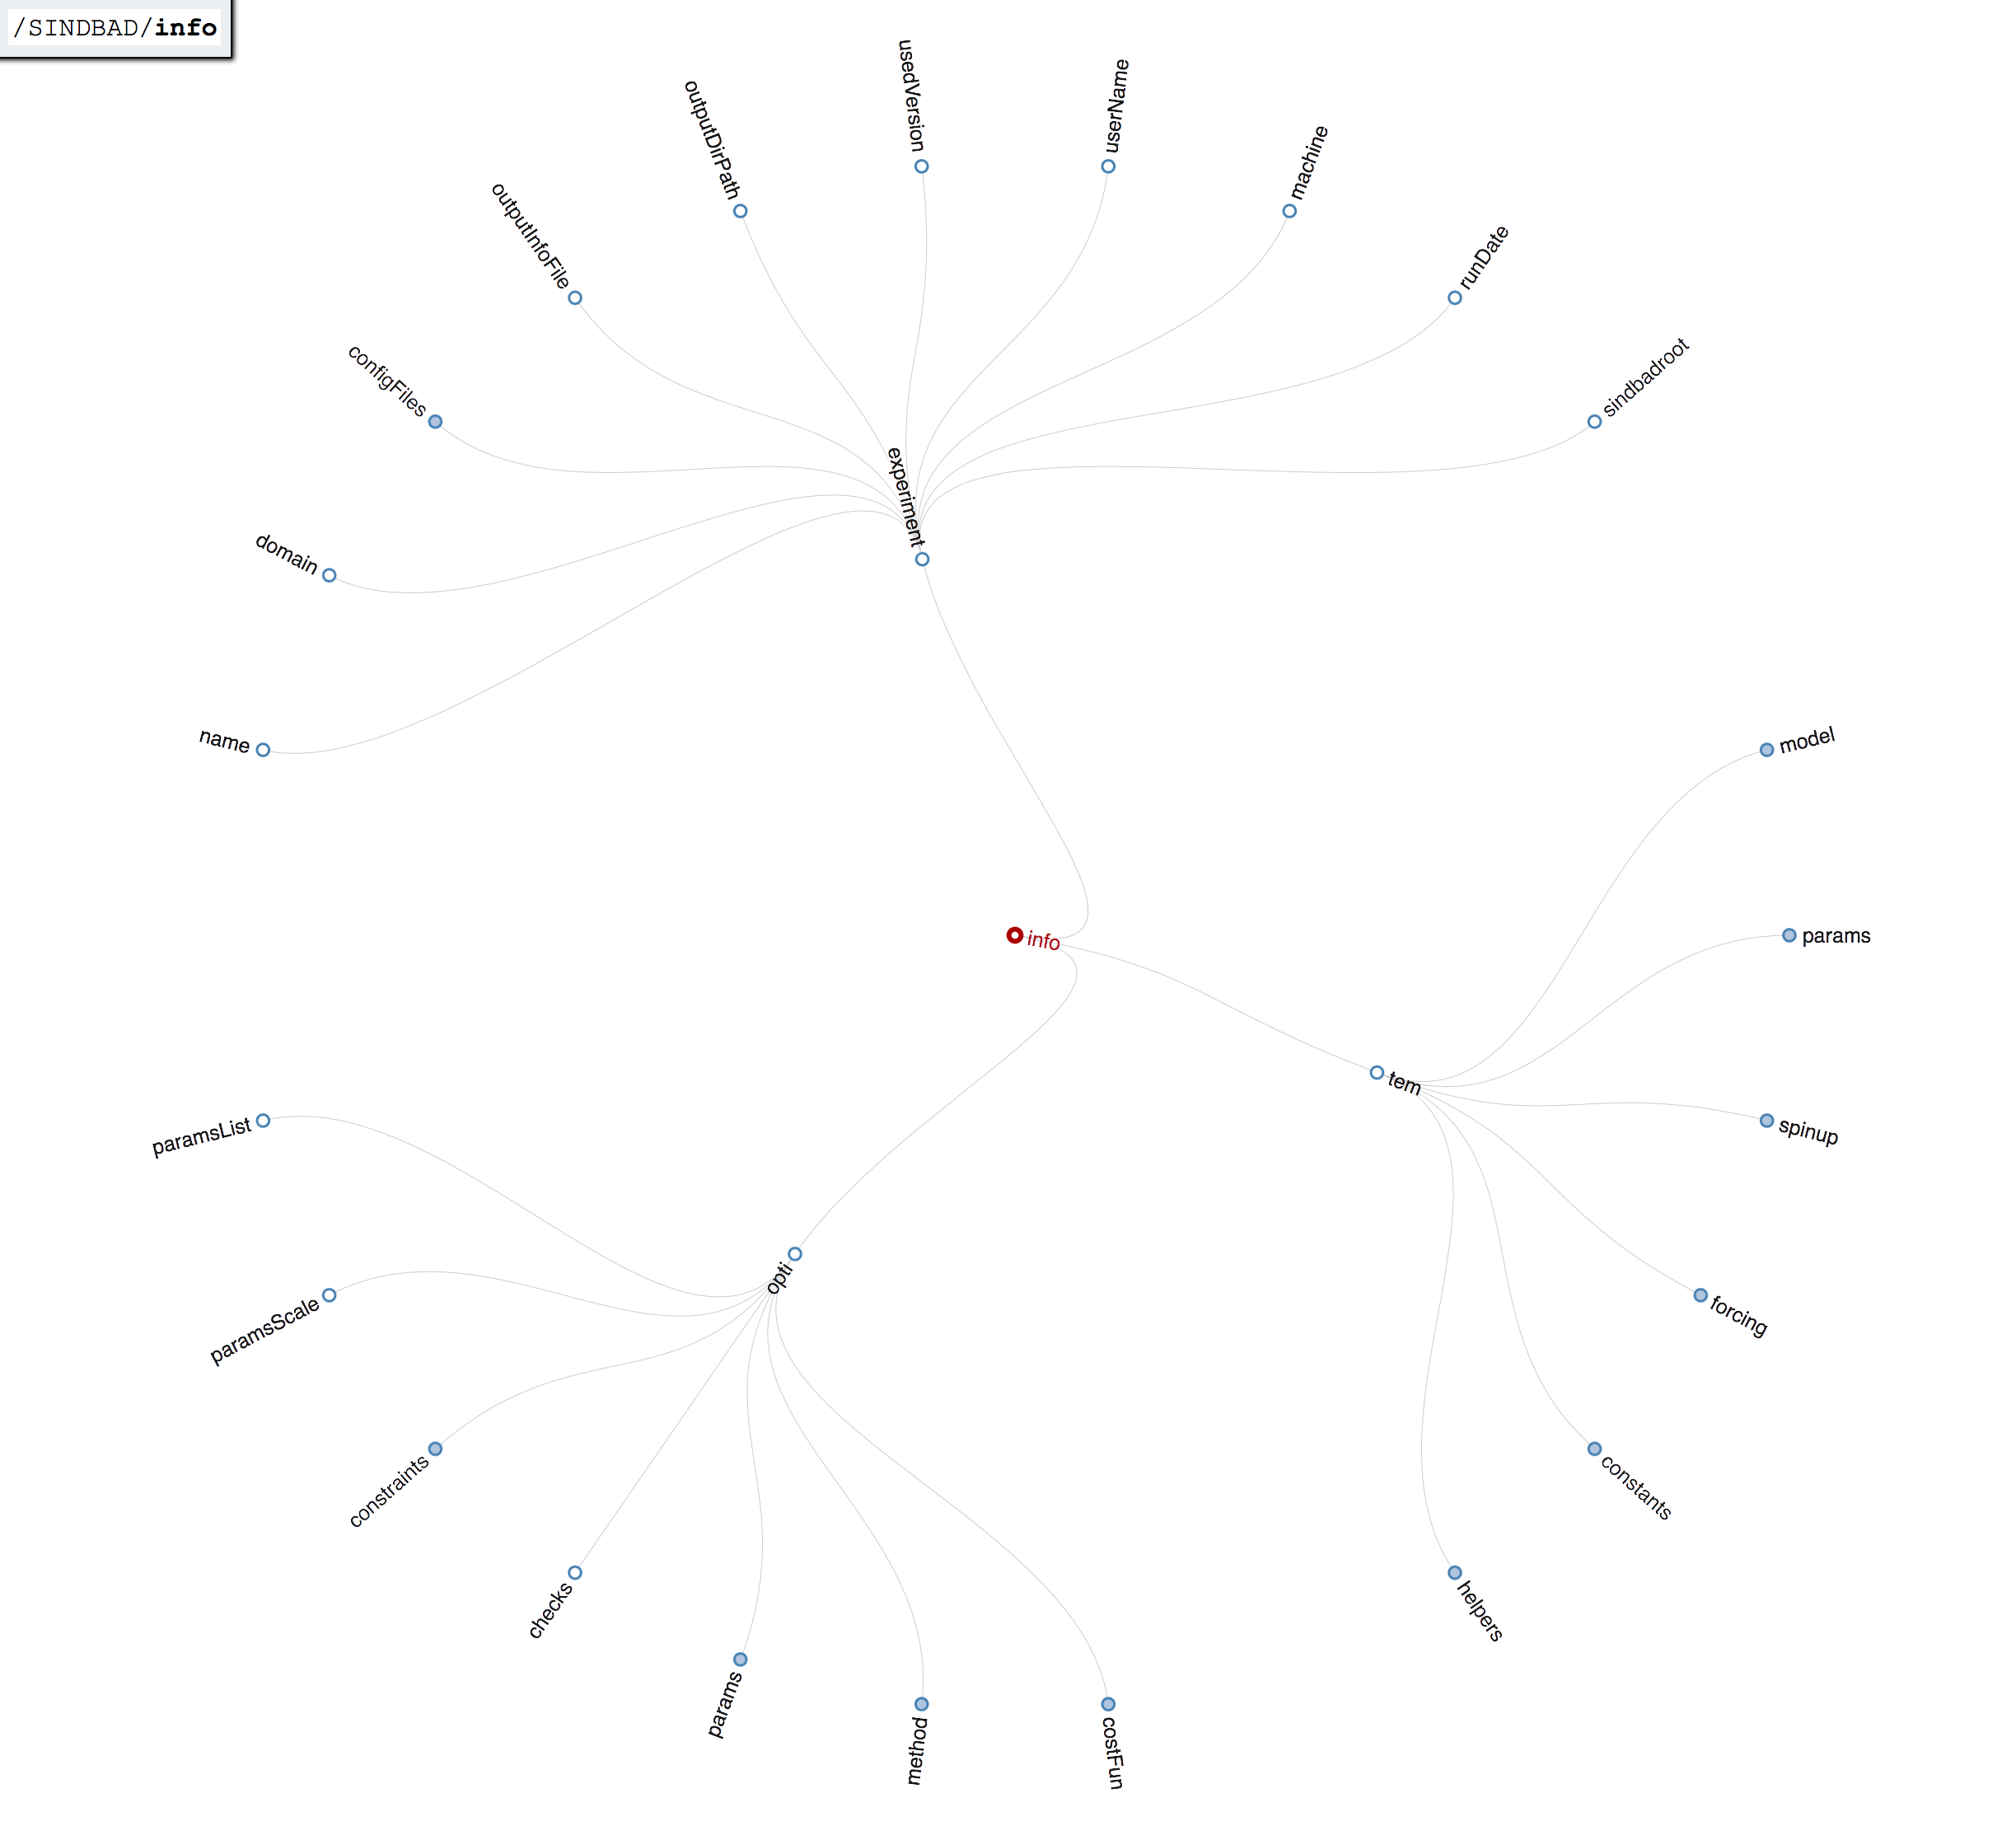 /SINDBAD/info
usedVersion
userName
outputDirPath
machine
outputInfoFile
runDate
configFiles
sindbadroot
experiment
domain
name
model
info
params
tem
paramsList
spinup
opti
paramsScale
forcing
constraints
constants
checks
helpers
params
method
costFun